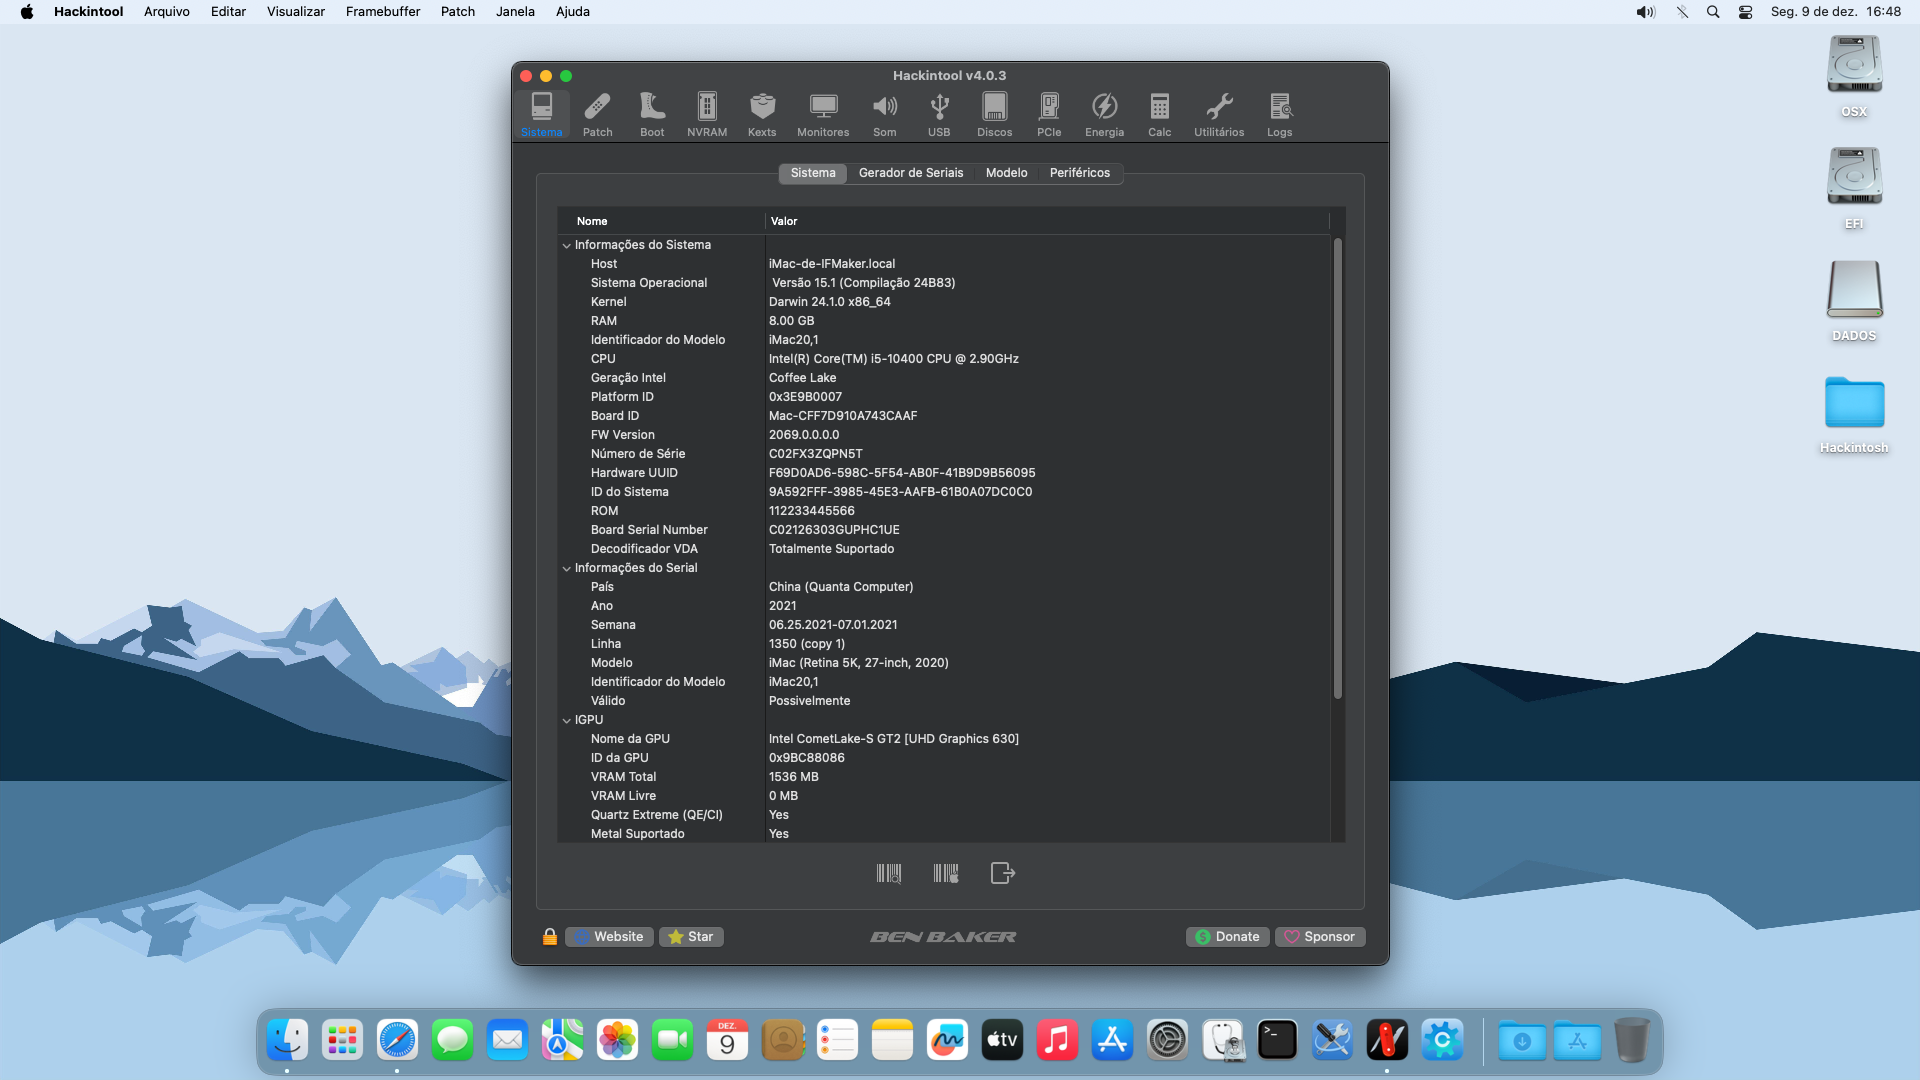 Hackintool Arquivo Editar Visualizar Framebuffer Patch Janela Ajuda
Seg. 9 de dez. 16:48
Hackintool v4.0.3
Sistema Patch Boot NVRAM Kexts Monitores Som USB Discos PCIe Energia Calc Utilitários Logs
Sistema Gerador de Seriais Modelo Periféricos
Nome Valor
Informações do Sistema
Host iMac-de-IFMaker.local
Sistema Operacional Versão 15.1 (Compilação 24B83)
Kernel Darwin 24.1.0 x86_64
RAM 8.00 GB
Identificador do Modelo iMac20,1
CPU Intel(R) Core(TM) i5-10400 CPU @ 2.90GHz
Geração Intel Coffee Lake
Platform ID 0x3E9B0007
Board ID Mac-CFF7D910A743CAAF
FW Version 2069.0.0.0.0
Número de Série C02FX3ZQPN5T
Hardware UUID F69D0AD6-598C-5F54-AB0F-41B9D9B56095
ID do Sistema 9A592FFF-3985-45E3-AAFB-61B0A07DC0C0
ROM 112233445566
Board Serial Number C02126303GUPHC1UE
Decodificador VDA Totalmente Suportado
Informações do Serial
País China (Quanta Computer)
Ano 2021
Semana 06.25.2021-07.01.2021
Linha 1350 (copy 1)
Modelo iMac (Retina 5K, 27-inch, 2020)
Identificador do Modelo iMac20,1
Válido Possivelmente
IGPU
Nome da GPU Intel CometLake-S GT2 [UHD Graphics 630]
ID da GPU 0x9BC88086
VRAM Total 1536 MB
VRAM Livre 0 MB
Quartz Extreme (QE/CI) Yes
Metal Suportado Yes
Website Star BEN BAKER Donate Sponsor
OSX
EFI
DADOS
Hackintosh
DEZ.
9
tv
>_